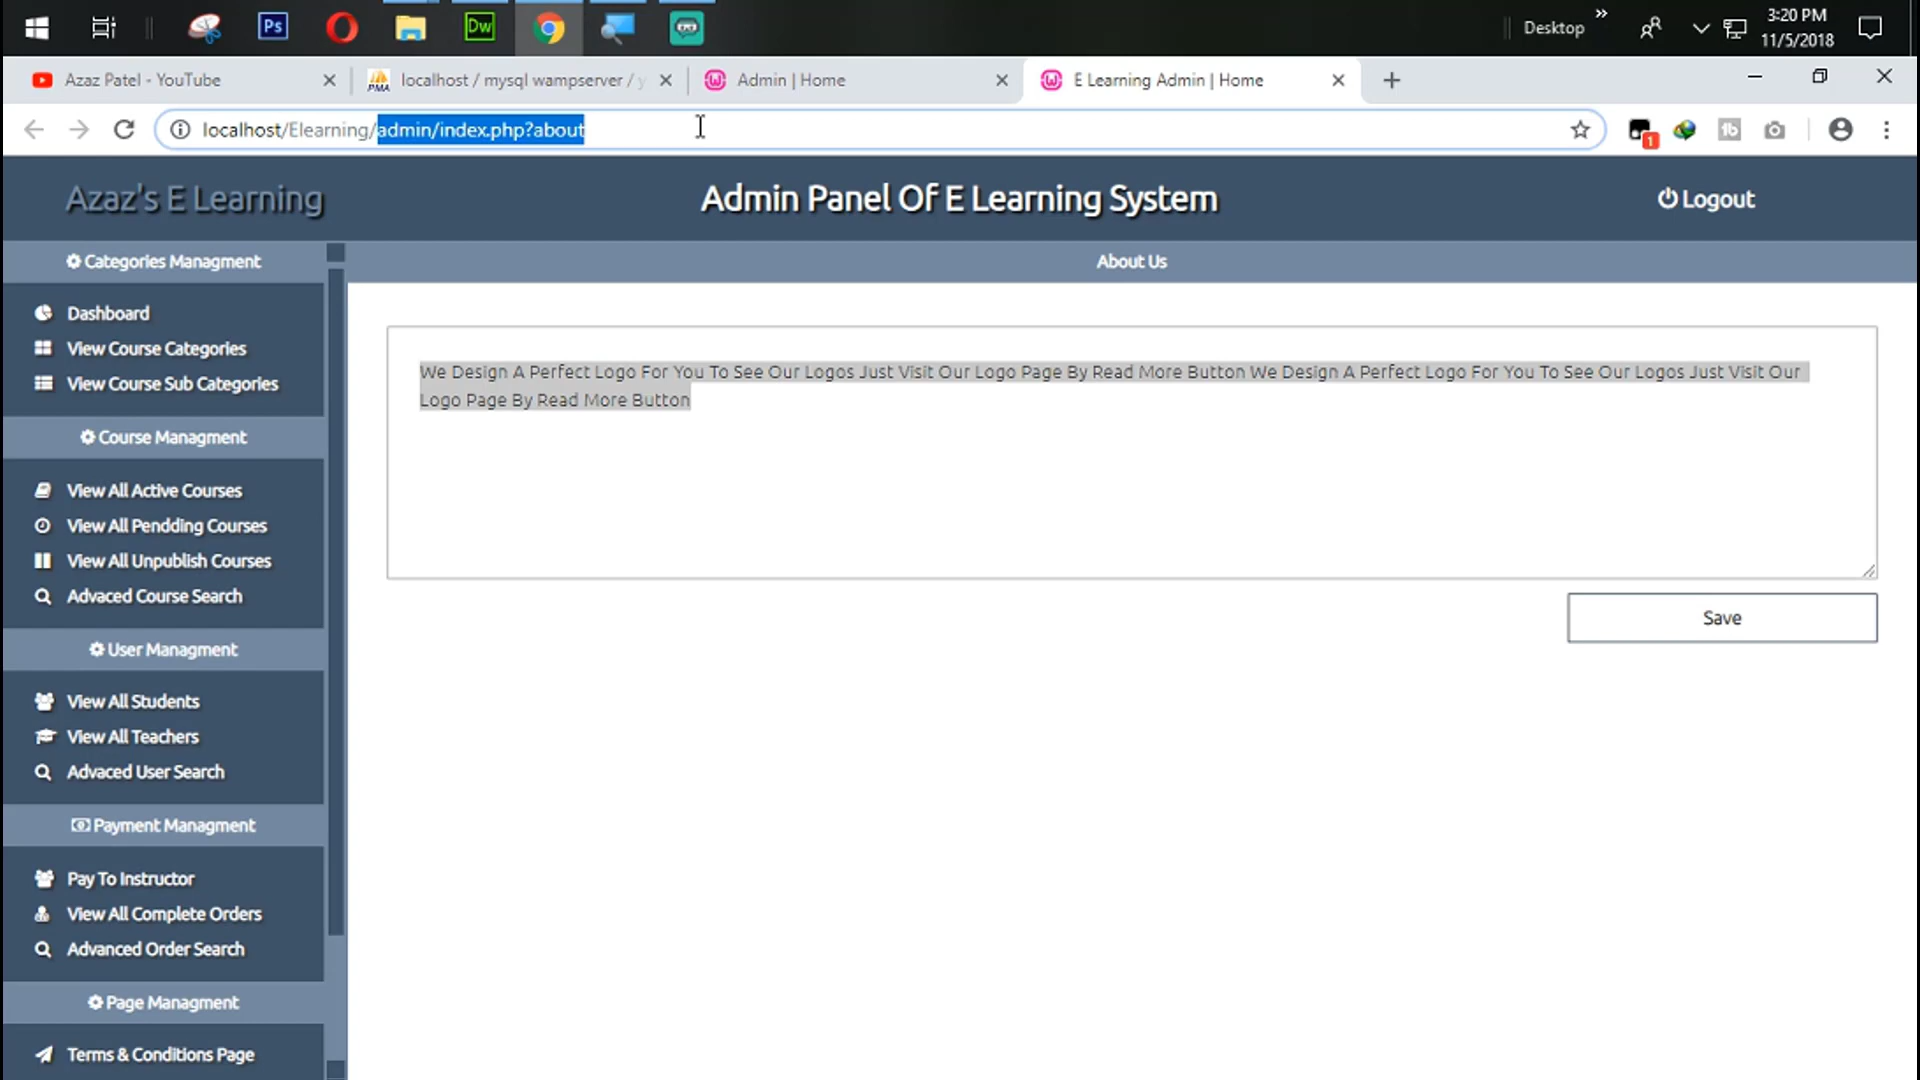 Ps
Dw
Desktop
3:20 PM
11/5/2018
Azaz Patel - YouTube
PMA
localhost / mysql wampserver /
Admin | Home
E Learning Admin | Home
localhost/Elearning/admin/index.php?about
1
Azaz's E Learning
Admin Panel Of E Learning System
Logout
Categories Managment
About Us
Dashboard
View Course Categories
View Course Sub Categories
We Design A Perfect Logo For You To See Our Logos Just Visit Our Logo Page By Read More Button We Design A Perfect Logo For You To See Our Logos Just Visit Our
Logo Page By Read More Button
Save
Course Managment
View All Active Courses
View All Pendding Courses
View All Unpublish Courses
Advaced Course Search
User Managment
View All Students
View All Teachers
Advaced User Search
Payment Managment
Pay To Instructor
View All Complete Orders
Advanced Order Search
Page Managment
Terms & Conditions Page